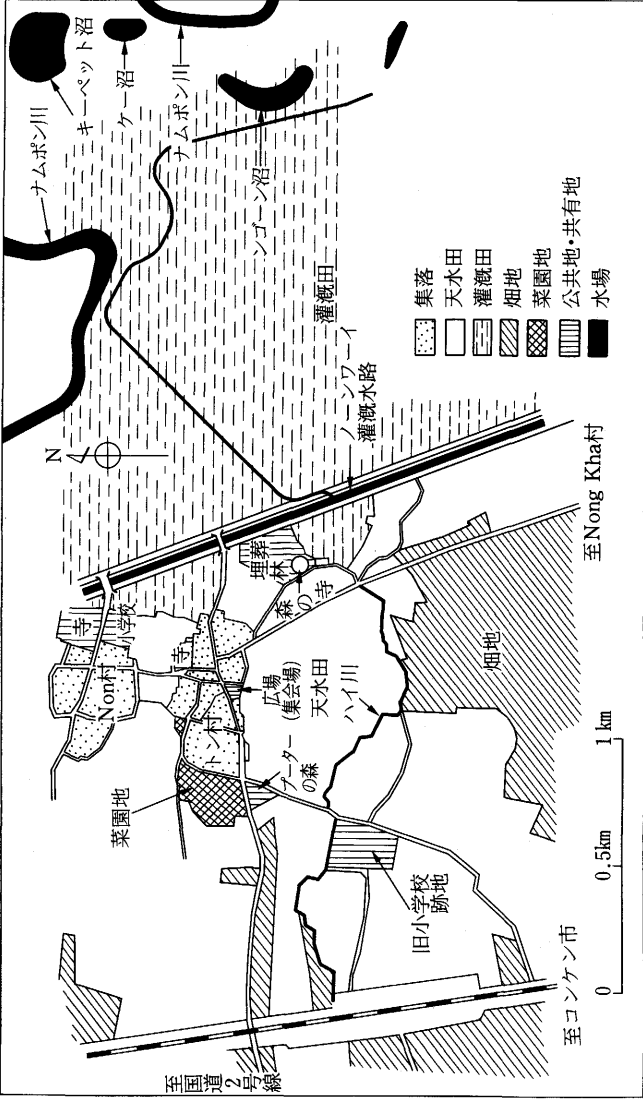 ナムポン川
キーペット沼
ケー沼
ナムポン川
ンゴーン沼
N
灌漑田
ノーンワーイ
灌漑水路
寺
小学校
Non村
寺
トン村
広場
(集会場)
プーター
の森
菜園地
埋葬
林
森の寺
天水田
ハイ川
畑地
旧小学校
跡地
至国道2号線
至コンケン市
至Nong Kha村
0
0.5km
1km
集落
天水田
灌漑田
畑地
菜園地
公共地・共有地
水場